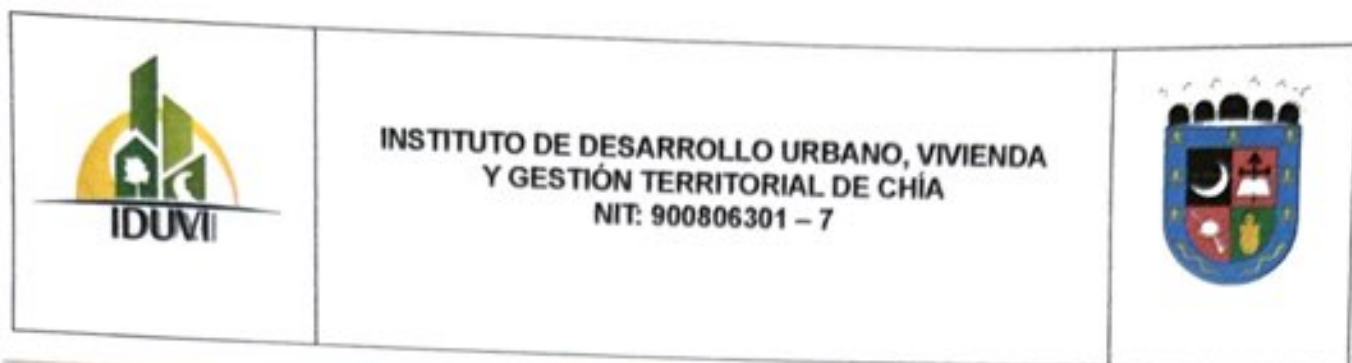 IDUVI
INSTITUTO DE DESARROLLO URBANO, VIVIENDA
Y GESTIÓN TERRITORIAL DE CHÍA
NIT: 900806301 – 7